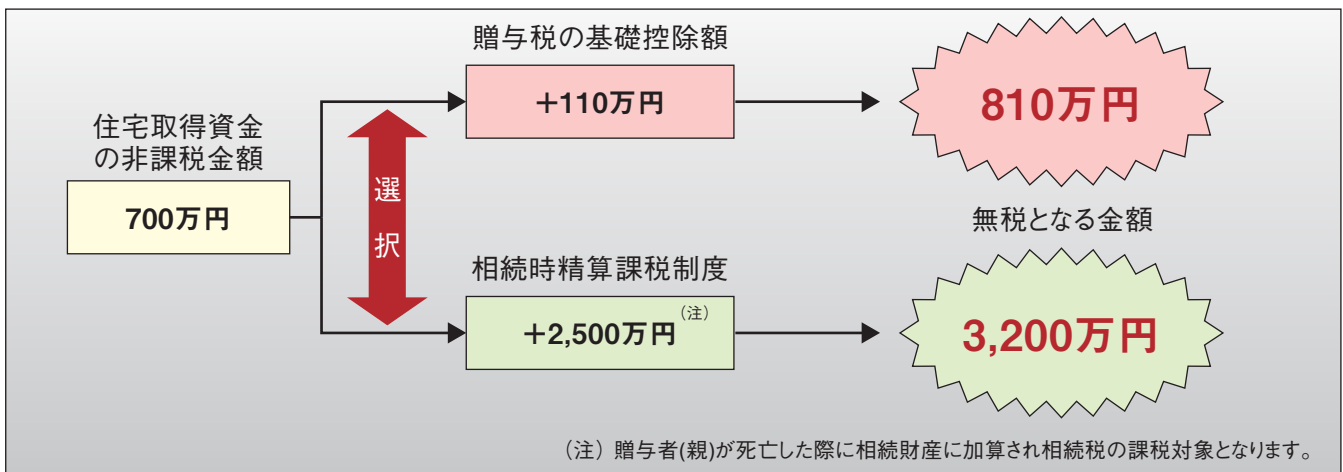 住宅取得資金
の非課税金額
700万円
選
択
贈与税の基礎控除額
+110万円
810万円
相続時精算課税制度
+2,500万円(注)
無税となる金額
3,200万円
(注) 贈与者(親)が死亡した際に相続財産に加算され相続税の課税対象となります。